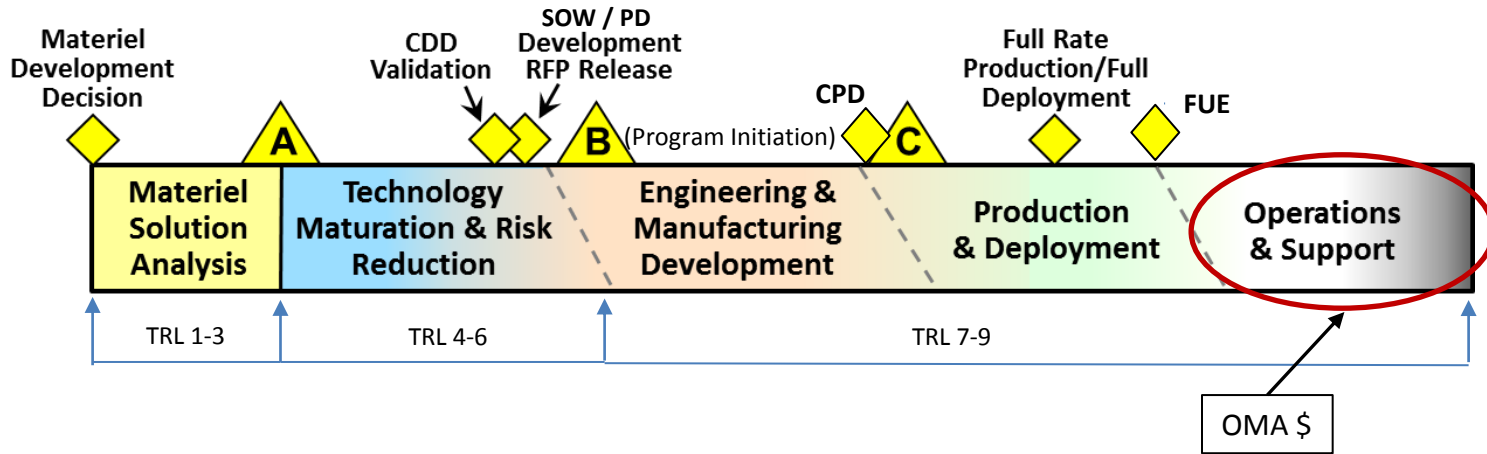 Materiel
Development
Decision
CDD
Validation
SOW / PD
Development
RFP Release
Full Rate
Production/Full
Deployment
CPD
FUE
A
B
(Program Initiation)
C
Materiel
Solution
Analysis
Technology
Maturation & Risk
Reduction
Engineering &
Manufacturing
Development
Production
& Deployment
Operations
& Support
TRL 1-3
TRL 4-6
TRL 7-9
OMA $